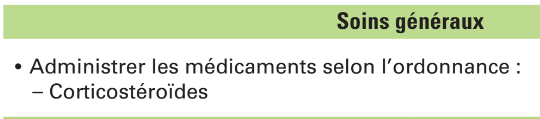 Soins généraux
• Administrer les médicaments selon l'ordonnance :
– Corticostéroïdes